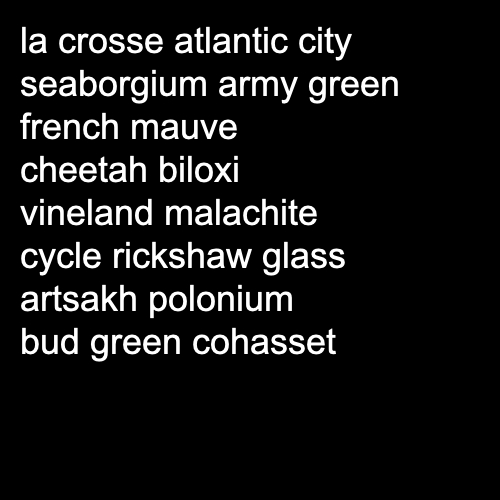 la crosse atlantic city
seaborgium army green
french mauve
cheetah biloxi
vineland malachite
cycle rickshaw glass
artsakh polonium
bud green cohasset